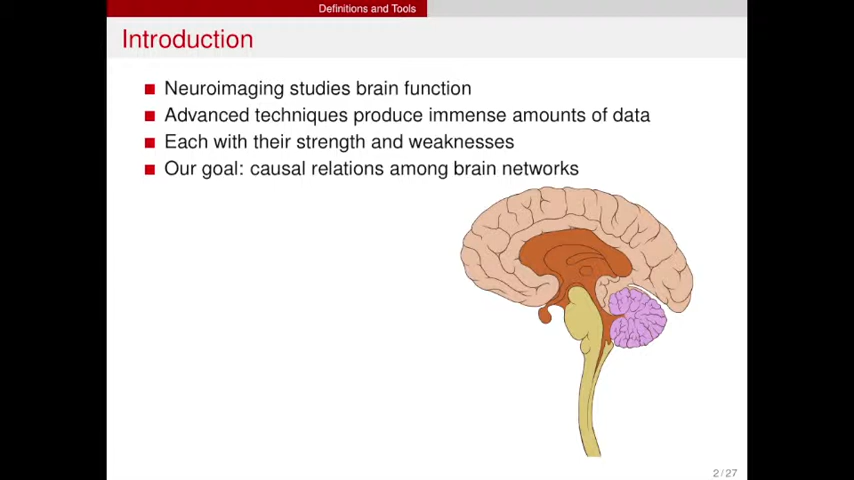 Definitions and Tools
Introduction
Neuroimaging studies brain function
Advanced techniques produce immense amounts of data
Each with their strength and weaknesses
Our goal: causal relations among brain networks
2 / 27